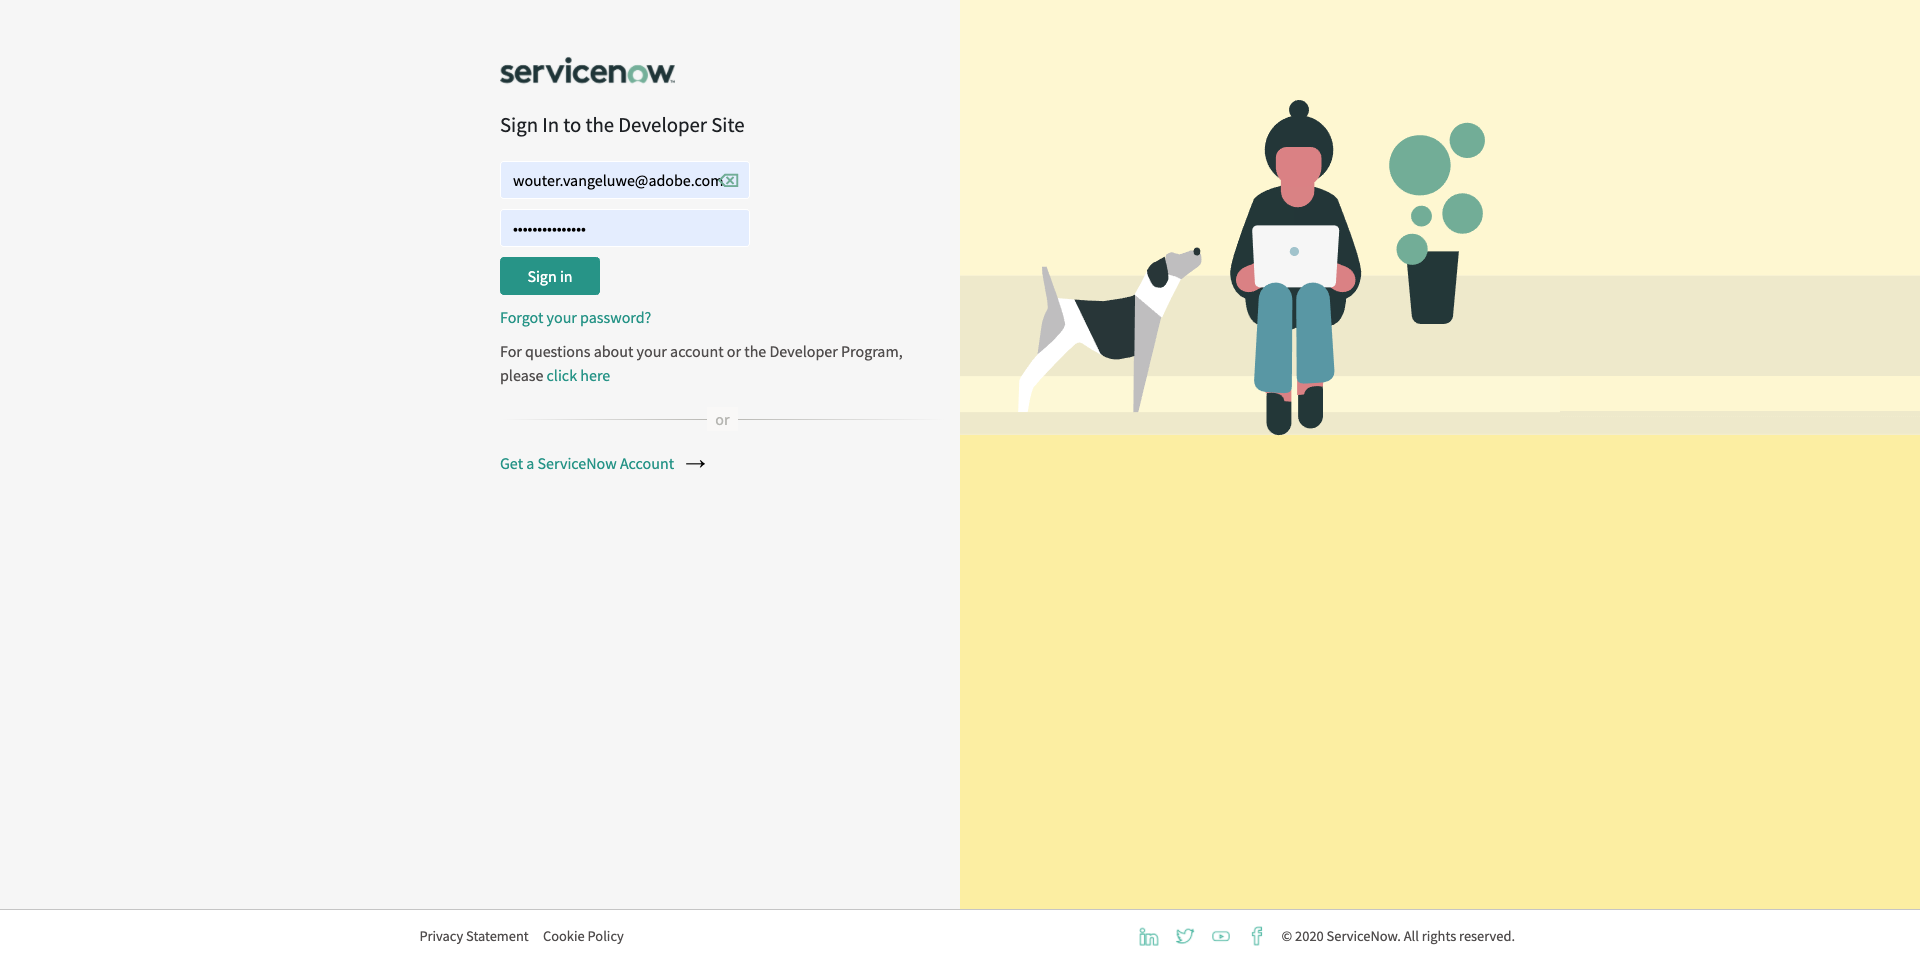 servicenow
Sign In to the Developer Site
wouter.vangeluwe@adobe.com
•••••••••••••••
Sign in
Forgot your password?
For questions about your account or the Developer Program,
please click here
or
Get a ServiceNow Account →
Privacy Statement Cookie Policy
© 2020 ServiceNow. All rights reserved.